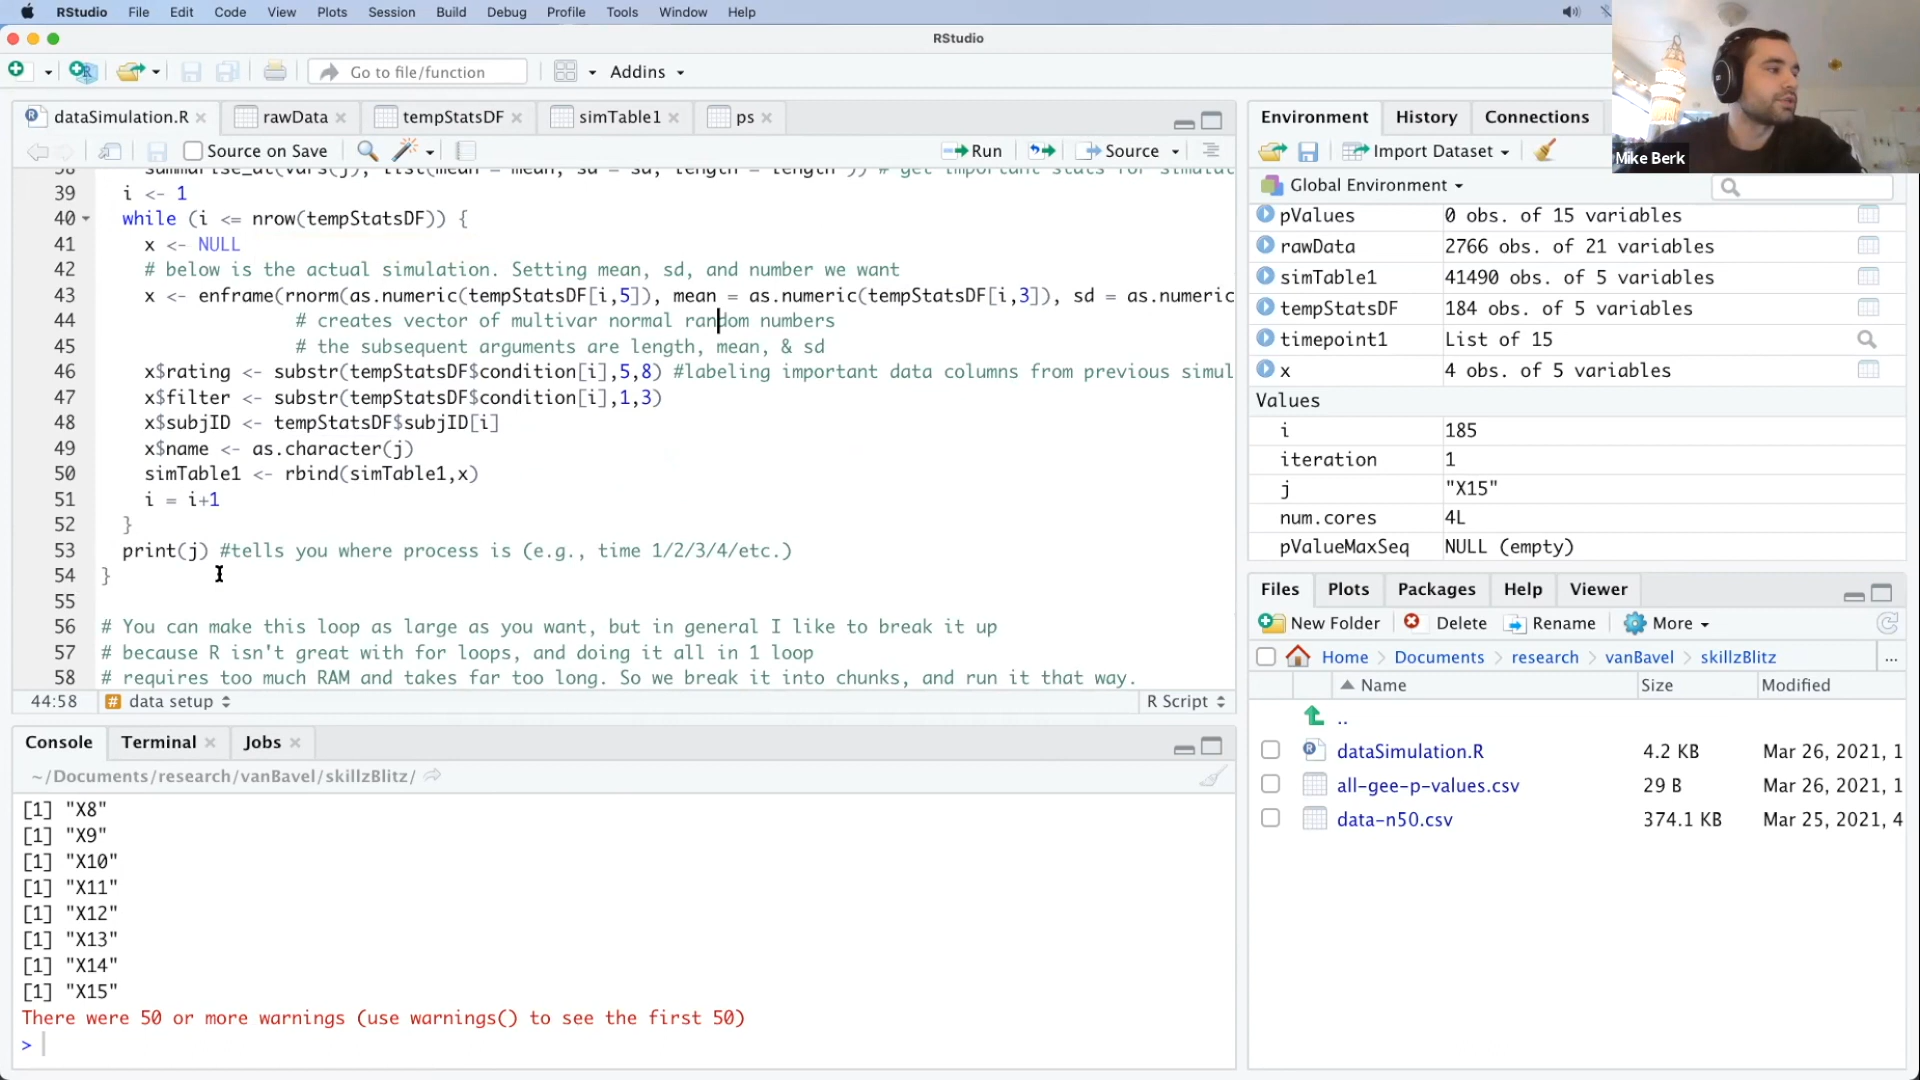 RStudio File Edit Code View Plots Session Build Debug Profile Tools Window Help
RStudio
Go to file/function Addins
dataSimulation.R rawData tempStatsDF simTable1 ps
Source on Save Run Source
39 i <- 1
40 while (i <= nrow(tempStatsDF)) {
41 x <- NULL
42 # below is the actual simulation. Setting mean, sd, and number we want
43 x <- enframe(rnorm(as.numeric(tempStatsDF[i,5]), mean = as.numeric(tempStatsDF[i,3]), sd = as.numeric
44 # creates vector of multivar normal random numbers
45 # the subsequent arguments are length, mean, & sd
46 x$rating <- substr(tempStatsDF$condition[i],5,8) #labeling important data columns from previous simul
47 x$filter <- substr(tempStatsDF$condition[i],1,3)
48 x$subjID <- tempStatsDF$subjID[i]
49 x$name <- as.character(j)
50 simTable1 <- rbind(simTable1,x)
51 i = i+1
52 }
53 print(j) #tells you where process is (e.g., time 1/2/3/4/etc.)
54 }
55
56 # You can make this loop as large as you want, but in general I like to break it up
57 # because R isn't great with for loops, and doing it all in 1 loop
58 # requires too much RAM and takes far too long. So we break it into chunks, and run it that way.
44:58 # data setup R Script
Console Terminal Jobs
~/Documents/research/vanBavel/skillzBlitz/
[1] "X8"
[1] "X9"
[1] "X10"
[1] "X11"
[1] "X12"
[1] "X13"
[1] "X14"
[1] "X15"
There were 50 or more warnings (use warnings() to see the first 50)
>
Mike Berk
Environment History Connections
Import Dataset
Global Environment
pValues 0 obs. of 15 variables
rawData 2766 obs. of 21 variables
simTable1 41490 obs. of 5 variables
tempStatsDF 184 obs. of 5 variables
timepoint1 List of 15
x 4 obs. of 5 variables
Values
i 185
iteration 1
j "X15"
num.cores 4L
pValueMaxSeq NULL (empty)
Files Plots Packages Help Viewer
New Folder Delete Rename More
Home > Documents > research > vanBavel > skillzBlitz ...
Name Size Modified
..
dataSimulation.R 4.2 KB Mar 26, 2021, 1
all-gee-p-values.csv 29 B Mar 26, 2021, 1
data-n50.csv 374.1 KB Mar 25, 2021, 4